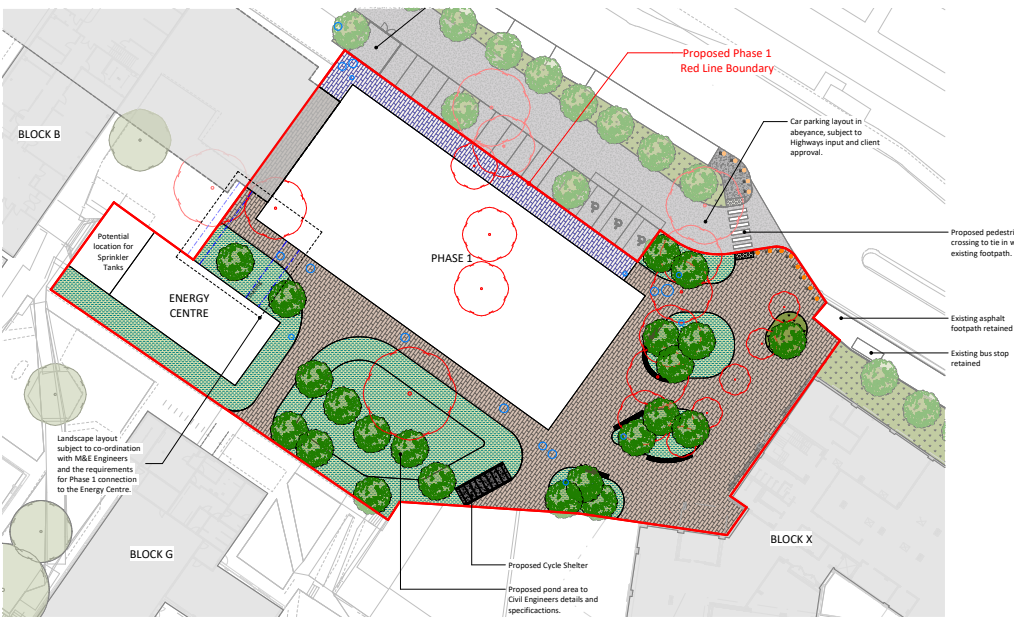 Proposed Phase 1
Red Line Boundary
BLOCK B
Car parking layout in
abeyance, subject to
Highways input and client
approval.
Potential
location for
Sprinkler
Tanks
Proposed pedestri
crossing to tie in w
existing footpath.
PHASE 1
ENERGY
CENTRE
Existing asphalt
footpath retained
Existing bus stop
retained
Landscape layout
subject to co-ordination
with M&E Engineers
and the requirements
for Phase 1 connection
to the Energy Centre.
BLOCK G
BLOCK X
Proposed Cycle Shelter
Proposed pond area to
Civil Engineers details and
specifications.